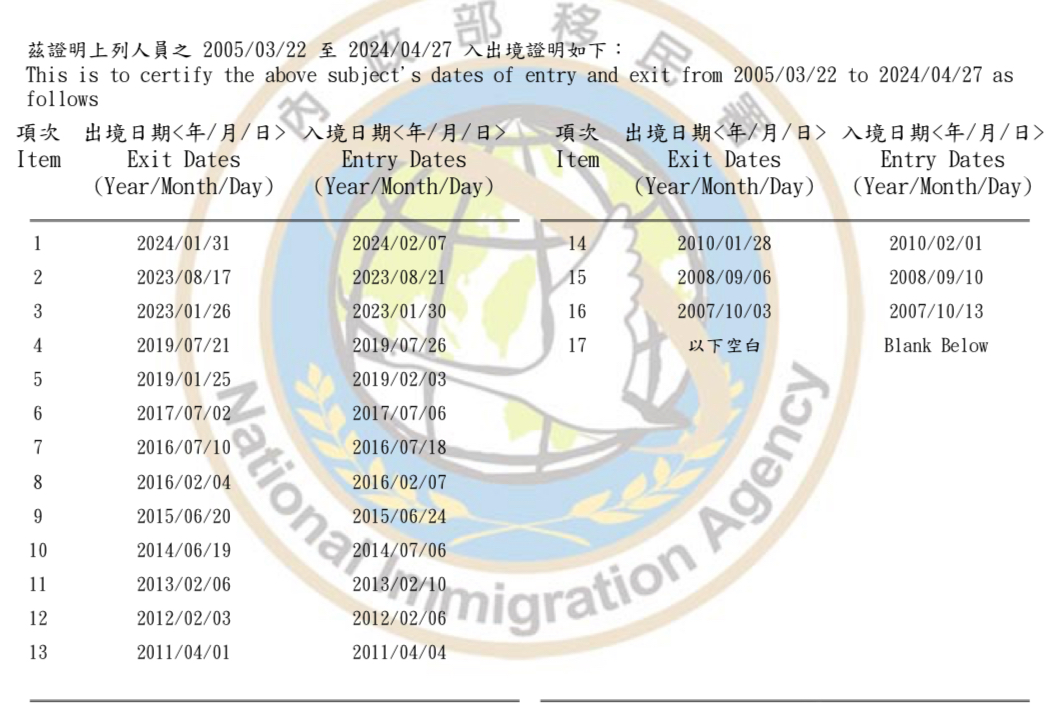 內政部移民署
茲證明上列人員之 2005/03/22 至 2024/04/27 入出境證明如下：
This is to certify the above subject's dates of entry and exit from 2005/03/22 to 2024/04/27 as
follows
項次 出境日期<年/月/日> 入境日期<年/月/日> 項次 出境日期<年/月/日> 入境日期<年/月/日>
Item Exit Dates Entry Dates Item Exit Dates Entry Dates
(Year/Month/Day) (Year/Month/Day) (Year/Month/Day) (Year/Month/Day)
1 2024/01/31 2024/02/07 14 2010/01/28 2010/02/01
2 2023/08/17 2023/08/21 15 2008/09/06 2008/09/10
3 2023/01/26 2023/01/30 16 2007/10/03 2007/10/13
4 2019/07/21 2019/07/26 17 以下空白 Blank Below
5 2019/01/25 2019/02/03
6 2017/07/02 2017/07/06
7 2016/07/10 2016/07/18
8 2016/02/04 2016/02/07
9 2015/06/20 2015/06/24
10 2014/06/19 2014/07/06
11 2013/02/06 2013/02/10
12 2012/02/03 2012/02/06
13 2011/04/01 2011/04/04
National Immigration Agency